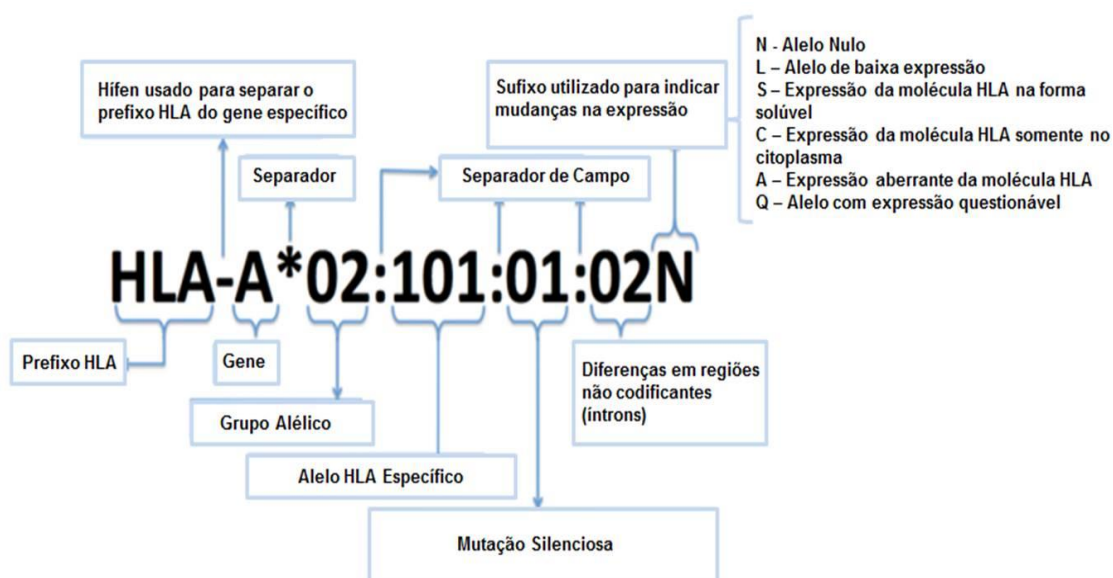 N - Alelo Nulo
L – Alelo de baixa expressão
S – Expressão da molécula HLA na forma
solúvel
C – Expressão da molécula HLA somente no
citoplasma
A – Expressão aberrante da molécula HLA
Q – Alelo com expressão questionável
Hífen usado para separar o
prefixo HLA do gene específico
Sufixo utilizado para indicar
mudanças na expressão
Separador
Separador de Campo
HLA-A*02:101:01:02N
Prefixo HLA
Gene
Grupo Alélico
Alelo HLA Específico
Mutação Silenciosa
Diferenças em regiões
não codificantes
(íntrons)